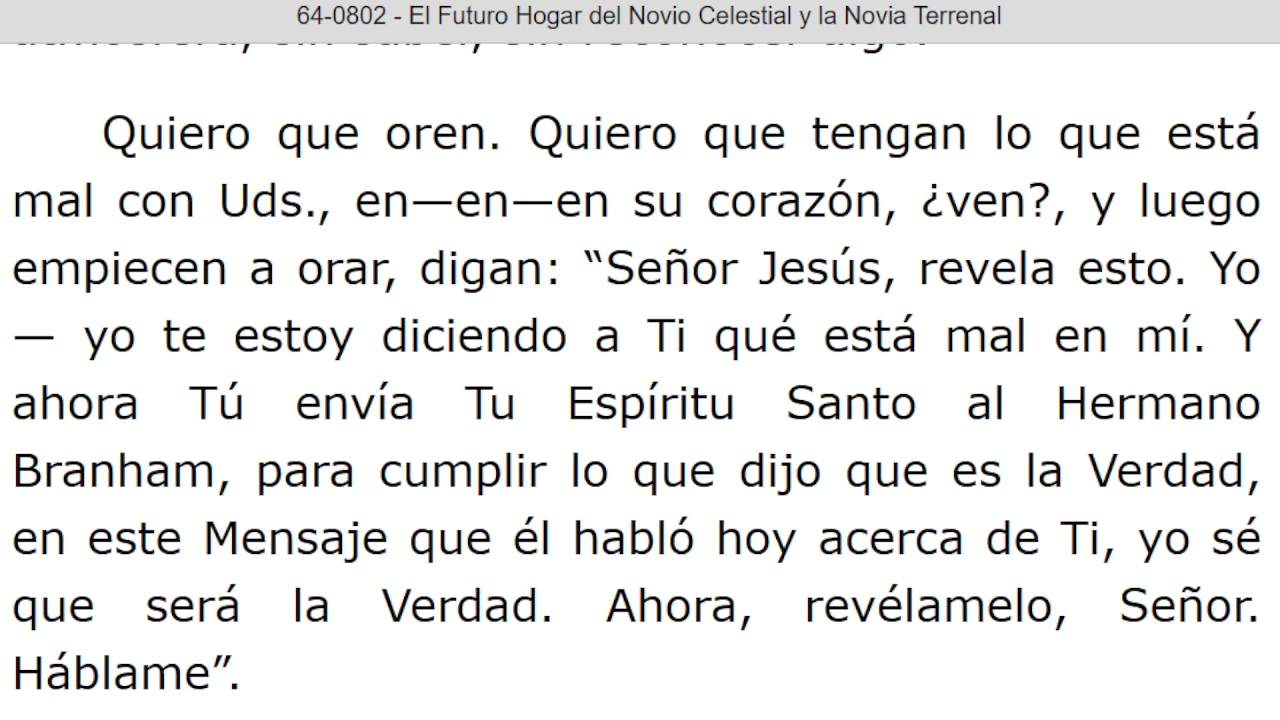 64-0802 - El Futuro Hogar del Novio Celestial y la Novia Terrenal
Quiero que oren. Quiero que tengan lo que está
mal con Uds., en—en—en su corazón, ¿ven?, y luego
empiecen a orar, digan: “Señor Jesús, revela esto. Yo
— yo te estoy diciendo a Ti qué está mal en mí. Y
ahora Tú envía Tu Espíritu Santo al Hermano
Branham, para cumplir lo que dijo que es la Verdad,
en este Mensaje que él habló hoy acerca de Ti, yo sé
que será la Verdad. Ahora, revélamelo, Señor.
Háblame”.